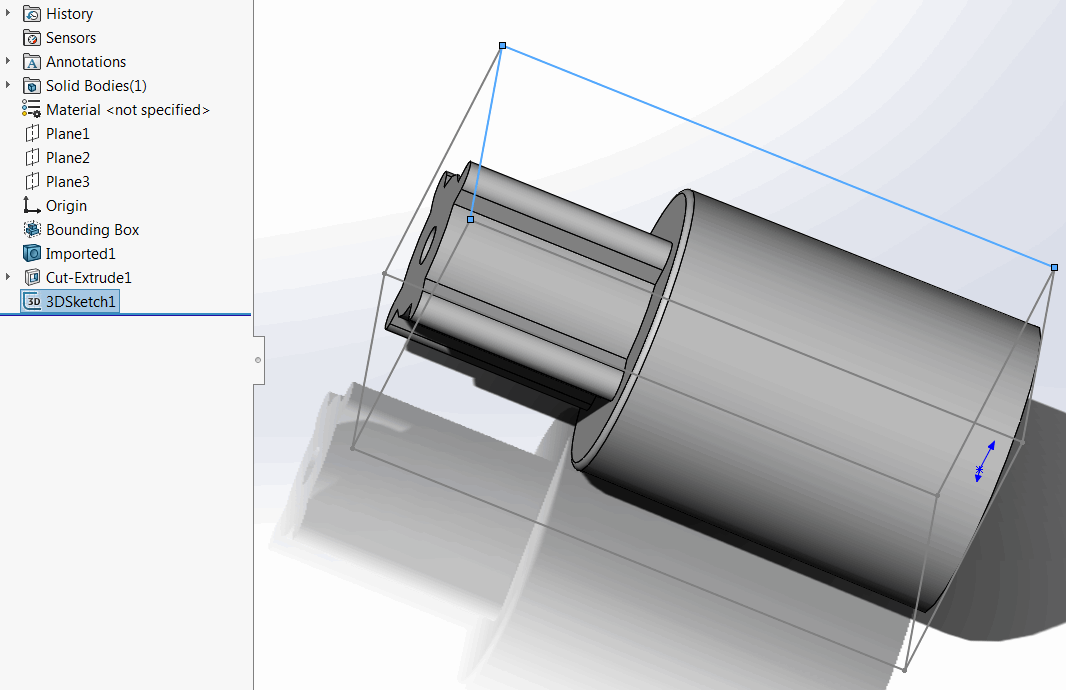 History
Sensors
A Annotations
Solid Bodies(1)
Material <not specified>
Plane1
Plane2
Plane3
Origin
Bounding Box
Imported1
Cut-Extrude1
3D 3DSketch1